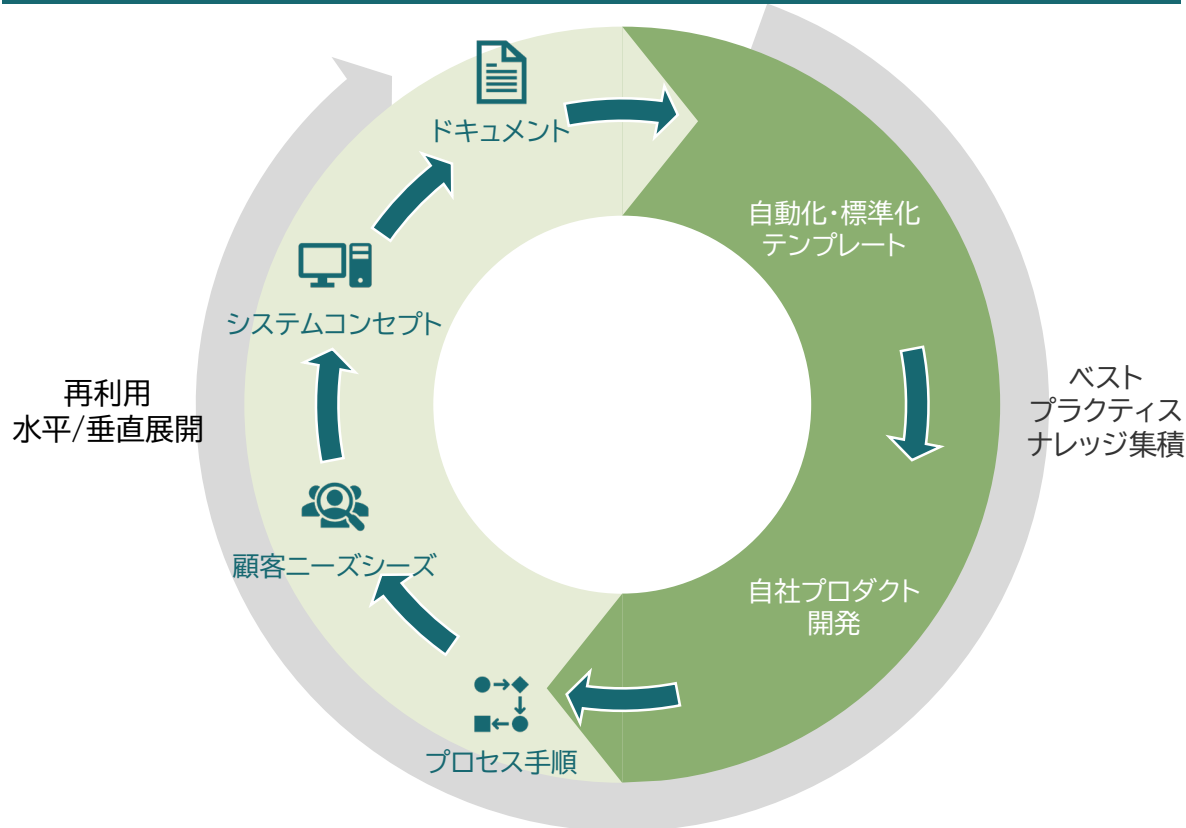 ドキュメント
自動化・標準化
テンプレート
システムコンセプト
再利用
水平/垂直展開
ベスト
プラクティス
ナレッジ集積
顧客ニーズシーズ
自社プロダクト
開発
プロセス手順